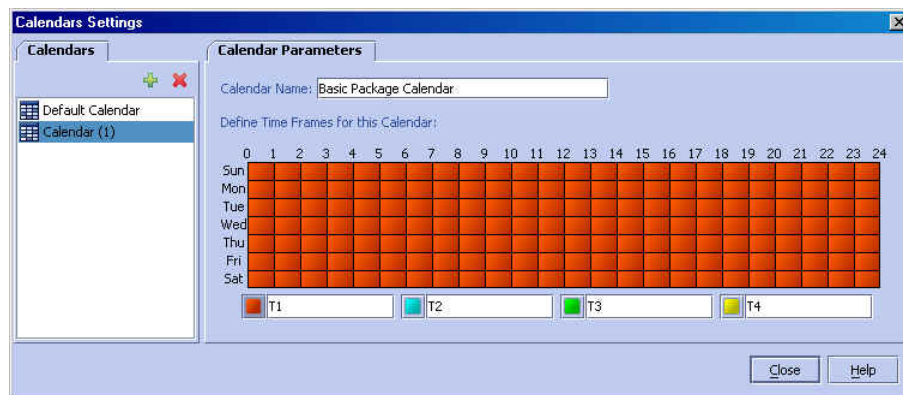 Calendars Settings
Calendars
Calendar Parameters
Default Calendar
Calendar (1)
Calendar Name: Basic Package Calendar
Define Time Frames for this Calendar:
0 1 2 3 4 5 6 7 8 9 10 11 12 13 14 15 16 17 18 19 20 21 22 23 24
Sun
Mon
Tue
Wed
Thu
Fri
Sat
T1 T2 T3 T4
Close Help